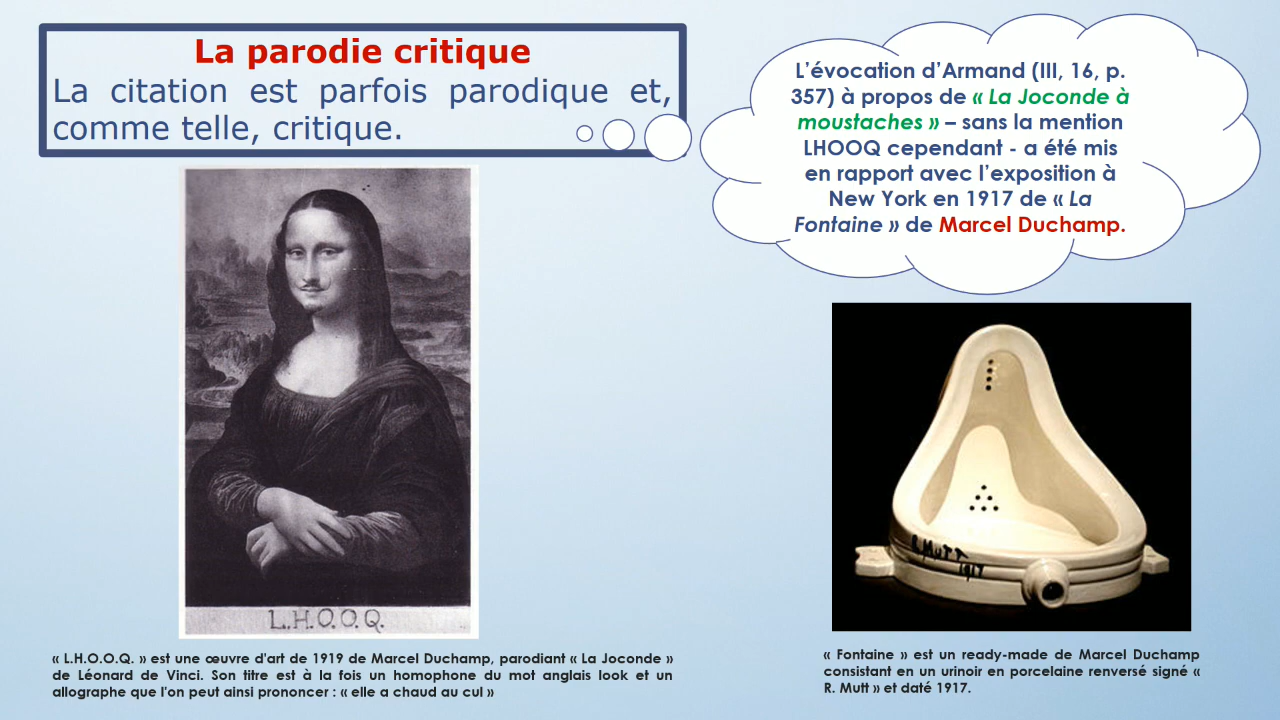 La parodie critique
La citation est parfois parodique et,
comme telle, critique.
L’évocation d’Armand (III, 16, p.
357) à propos de « La Joconde à
moustaches » – sans la mention
LHOOQ cependant - a été mis
en rapport avec l’exposition à
New York en 1917 de « La
Fontaine » de Marcel Duchamp.
L.H.O.O.Q.
R. MUTT
1917
« L.H.O.O.Q. » est une œuvre d'art de 1919 de Marcel Duchamp, parodiant « La Joconde »
de Léonard de Vinci. Son titre est à la fois un homophone du mot anglais look et un
allographe que l'on peut ainsi prononcer : « elle a chaud au cul »
« Fontaine » est un ready-made de Marcel Duchamp
consistant en un urinoir en porcelaine renversé signé «
R. Mutt » et daté 1917.